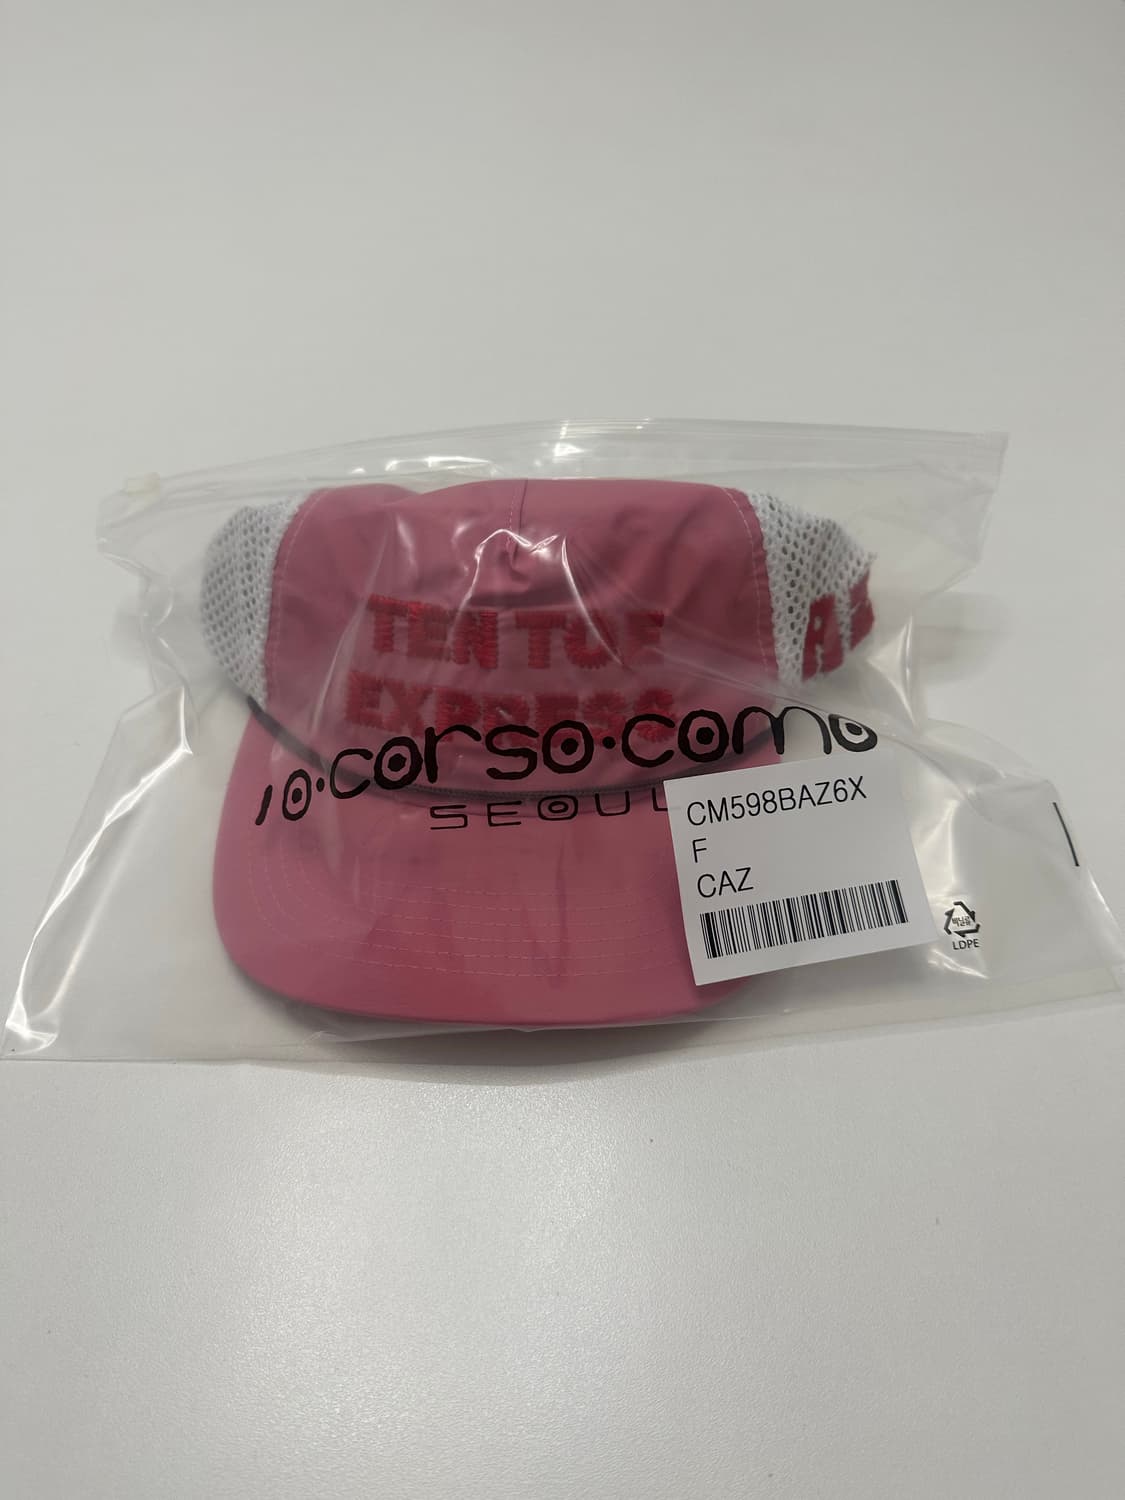 TEN TOE
EXPRESS
10·corso·como
SEOUL
CM598BAZ6X
F
CAZ
LDPE